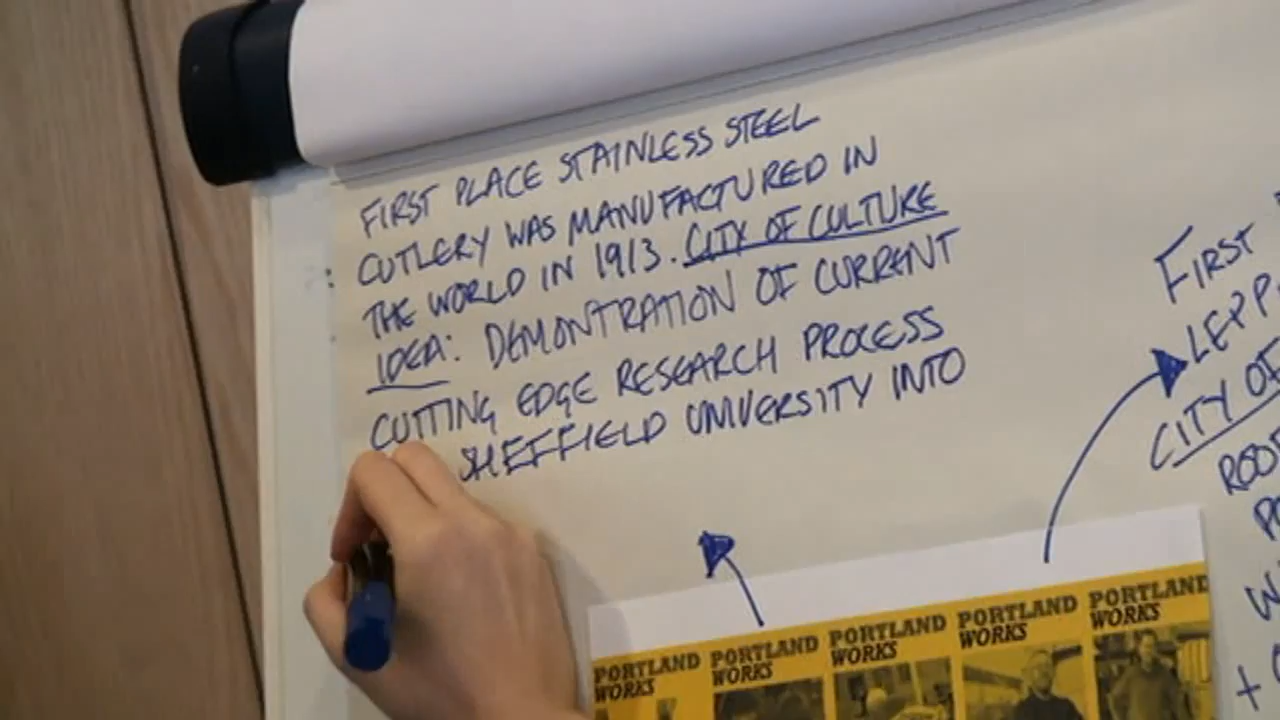 FIRST PLACE STAINLESS STEEL
CUTLERY WAS MANUFACTURED IN
THE WORLD IN 1913. CITY OF CULTURE
IDEA: DEMONTRATION OF CURRENT
CUTTING EDGE RESEARCH PROCESS
SHEFFIELD UNIVERSITY INTO
FIRST
CITY OF
PORTLAND WORKS
PORTLAND WORKS
PORTLAND WORKS
PORTLAND WORKS
PORTLAND WORKS